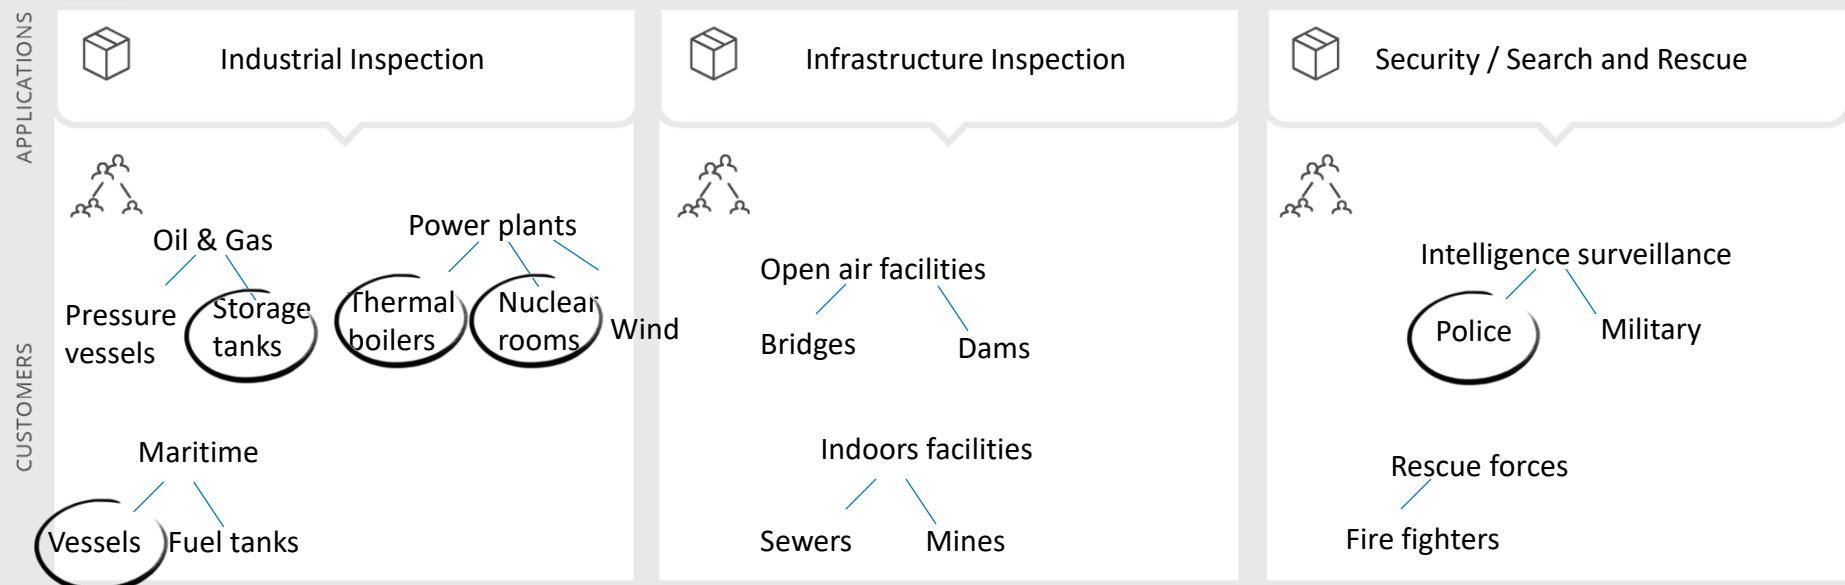 APPLICATIONS
Industrial Inspection
Infrastructure Inspection
Security / Search and Rescue
CUSTOMERS
Oil & Gas
Pressure
vessels
Storage
tanks
Power plants
Thermal
boilers
Nuclear
rooms
Wind
Maritime
Vessels
Fuel tanks
Open air facilities
Bridges
Dams
Indoors facilities
Sewers
Mines
Intelligence surveillance
Police
Military
Rescue forces
Fire fighters